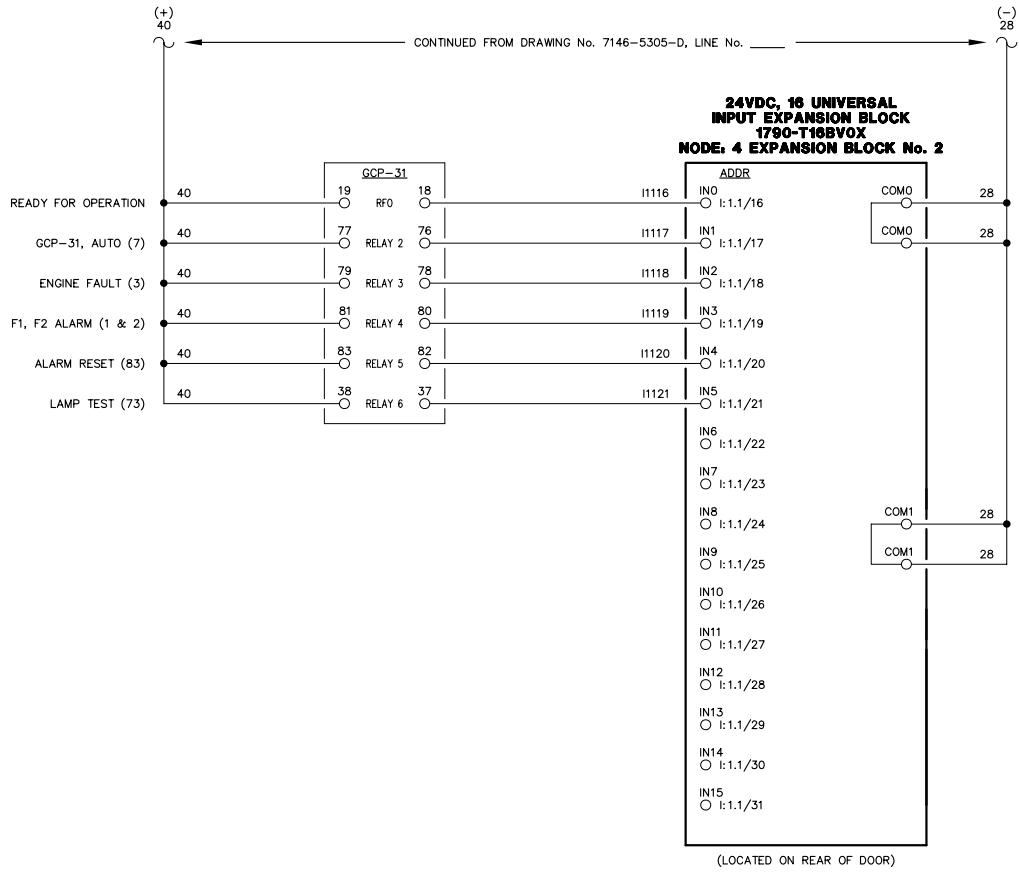 (+) (−)
40 28
CONTINUED FROM DRAWING No. 7146-5305-D, LINE No. _____
24VDC, 16 UNIVERSAL
INPUT EXPANSION BLOCK
1790-T16BV0X
NODE: 4 EXPANSION BLOCK No. 2
GCP-31 ADDR
READY FOR OPERATION 40 19 RFO 18 I1116 IN0 I:1.1/16 COM0 28
GCP-31, AUTO (7) 40 77 RELAY 2 76 I1117 IN1 I:1.1/17 COM0 28
ENGINE FAULT (3) 40 79 RELAY 3 78 I1118 IN2 I:1.1/18
F1, F2 ALARM (1 & 2) 40 81 RELAY 4 80 I1119 IN3 I:1.1/19
ALARM RESET (83) 40 83 RELAY 5 82 I1120 IN4 I:1.1/20
LAMP TEST (73) 40 38 RELAY 6 37 I1121 IN5 I:1.1/21
IN6 I:1.1/22
IN7 I:1.1/23
IN8 I:1.1/24 COM1 28
IN9 I:1.1/25 COM1 28
IN10 I:1.1/26
IN11 I:1.1/27
IN12 I:1.1/28
IN13 I:1.1/29
IN14 I:1.1/30
IN15 I:1.1/31
(LOCATED ON REAR OF DOOR)